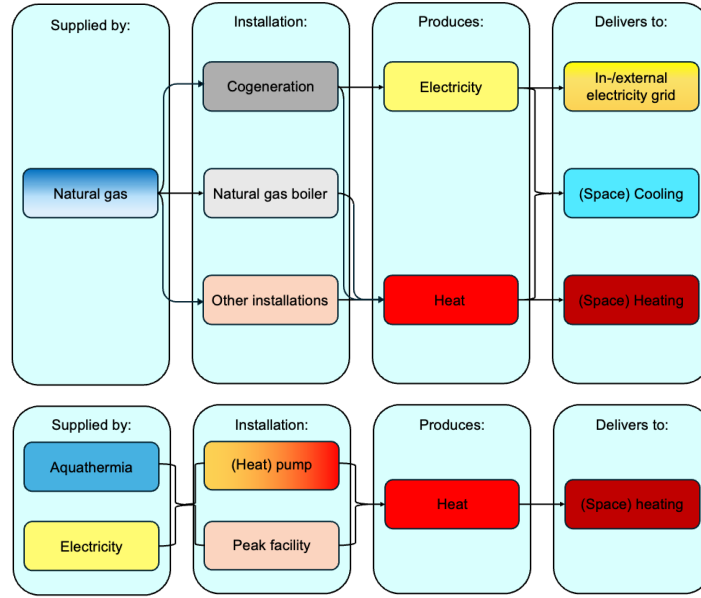 Supplied by:
Installation:
Produces:
Delivers to:
Cogeneration
Electricity
In-/external
electricity grid
Natural gas
Natural gas boiler
(Space) Cooling
Other installations
Heat
(Space) Heating
Supplied by:
Installation:
Produces:
Delivers to:
Aquathermia
(Heat) pump
Heat
(Space) heating
Electricity
Peak facility